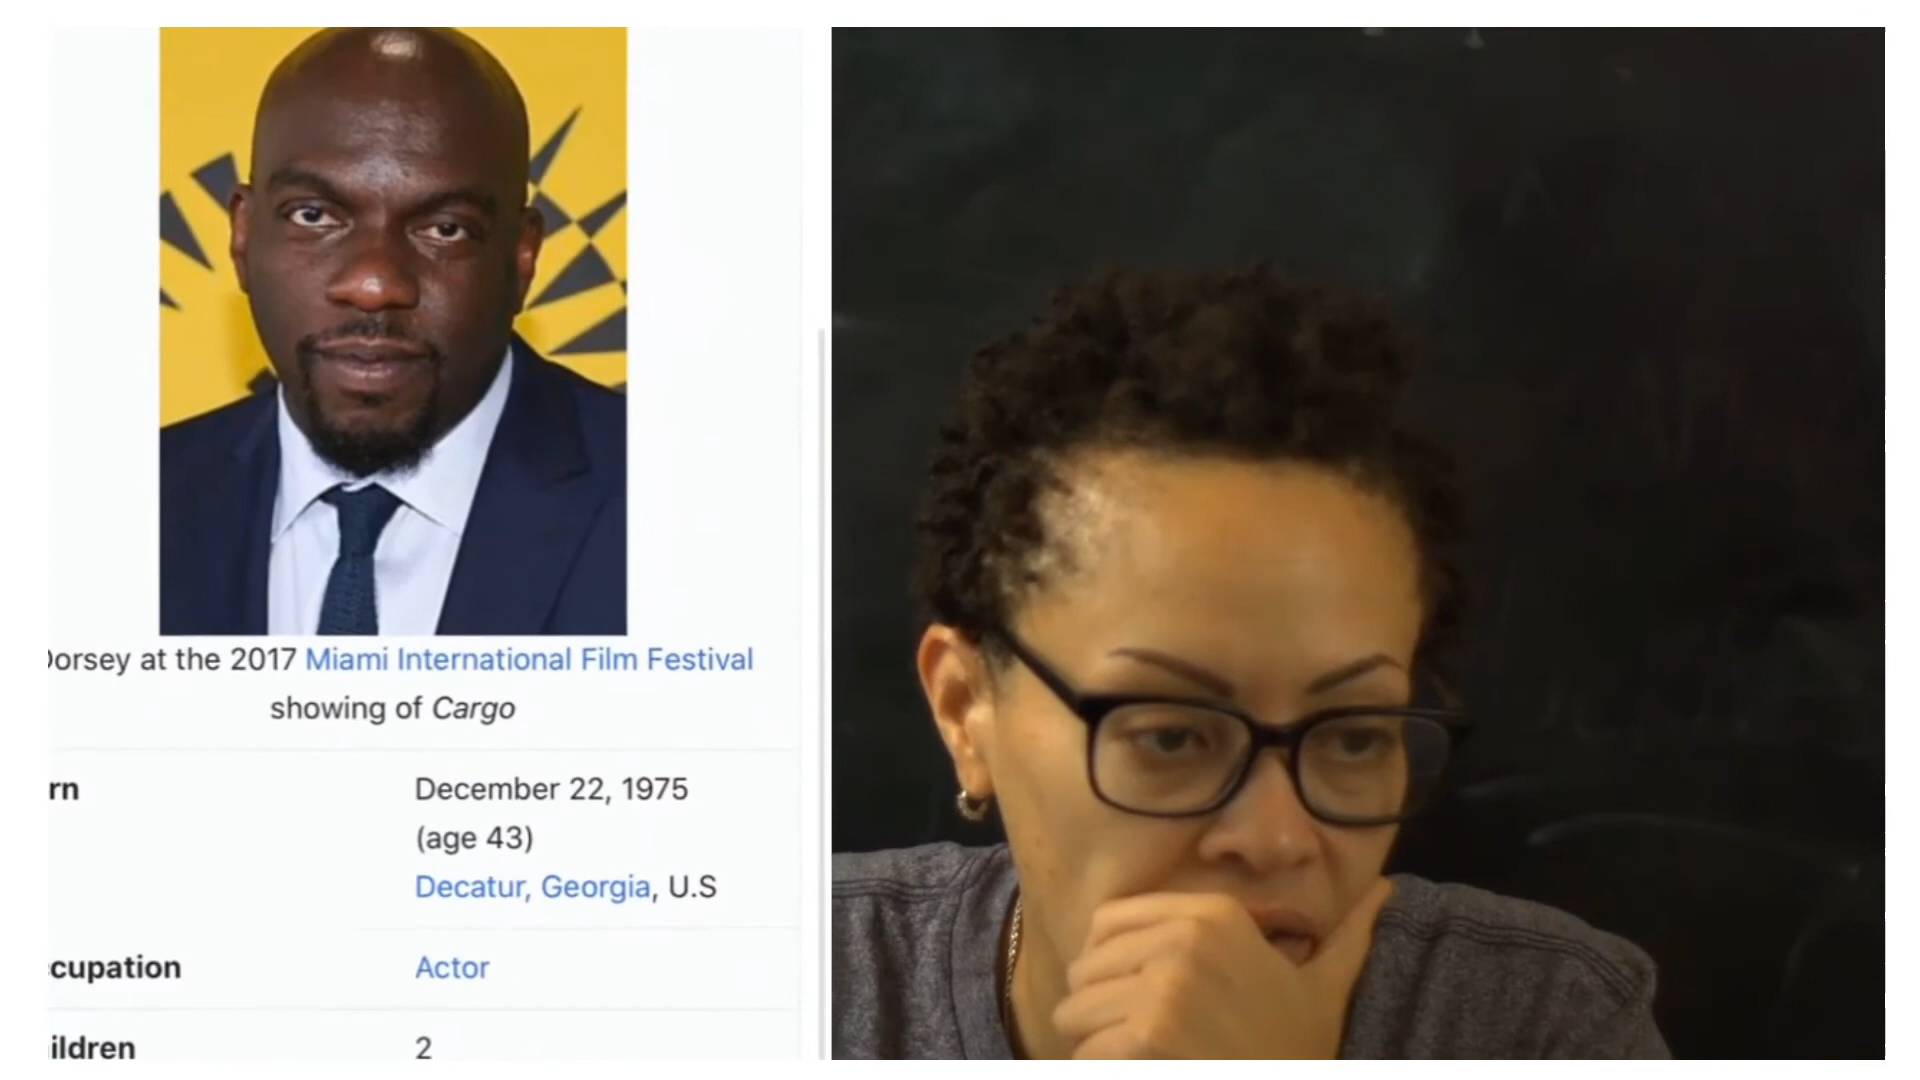 Dorsey at the 2017 Miami International Film Festival
showing of Cargo
rn
December 22, 1975
(age 43)
Decatur, Georgia, U.S
cupation
Actor
ildren
2